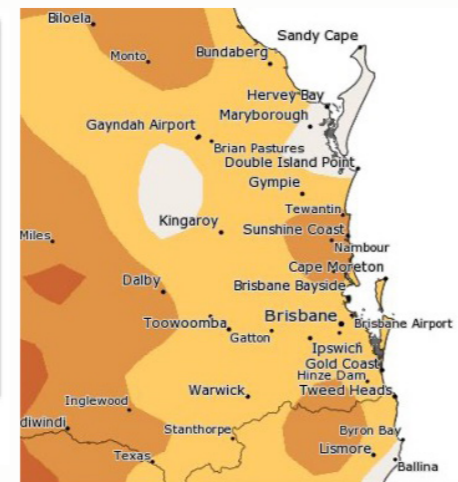 Biloela
Sandy Cape
Monto
Bundaberg
Hervey Bay
Maryborough
Gayndah Airport
Brian Pastures
Double Island Point
Gympie
Tewantin
Kingaroy
Sunshine Coast
Miles
Nambour
Cape Moreton
Dalby
Brisbane Bayside
Brisbane
Brisbane Airport
Toowoomba
Gatton
Ipswich
Gold Coast
Hinze Dam
Warwick
Tweed Heads
Inglewood
diwindi
Stanthorpe
Byron Bay
Texas
Lismore
Ballina